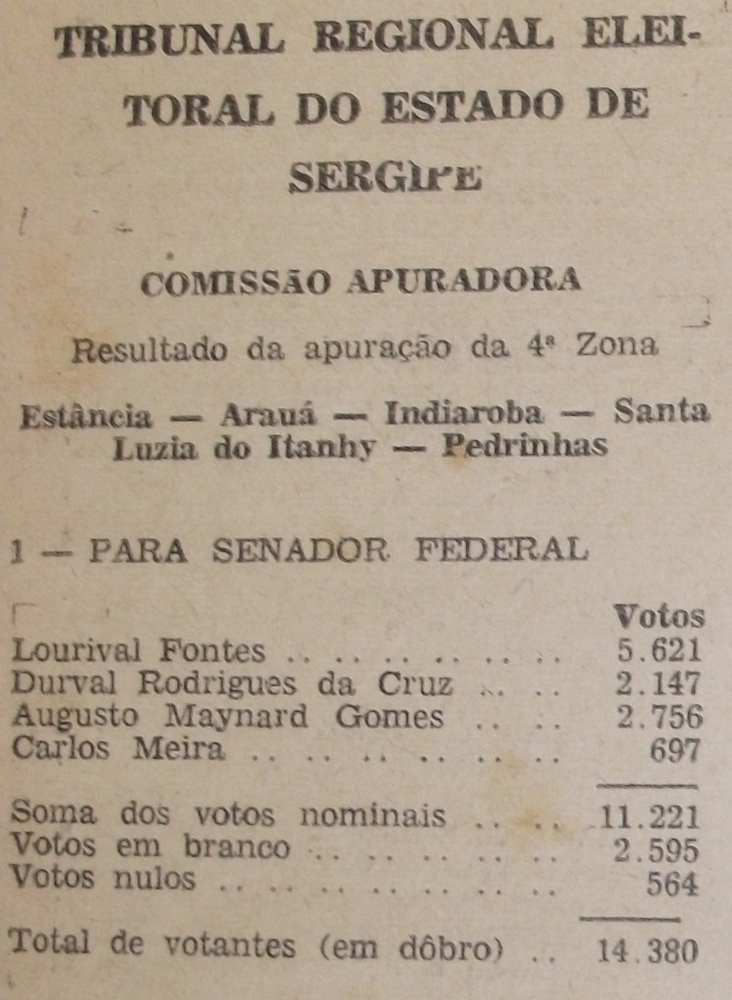 TRIBUNAL REGIONAL ELEI-
TORAL DO ESTADO DE
SERGIPE
COMISSÃO APURADORA
Resultado da apuração da 4ª Zona
Estância — Arauá — Indiaroba — Santa
Luzia do Itanhy — Pedrinhas
1 — PARA SENADOR FEDERAL
Votos
Lourival Fontes .. .. .. .. .. .. 5.621
Durval Rodrigues da Cruz .. .. 2.147
Augusto Maynard Gomes .. .. 2.756
Carlos Meira .. .. .. .. .. .. 697
Soma dos votos nominais .. .. 11.221
Votos em branco .. .. .. .. .. 2.595
Votos nulos .. .. .. .. .. .. .. 564
Total de votantes (em dôbro) .. 14.380